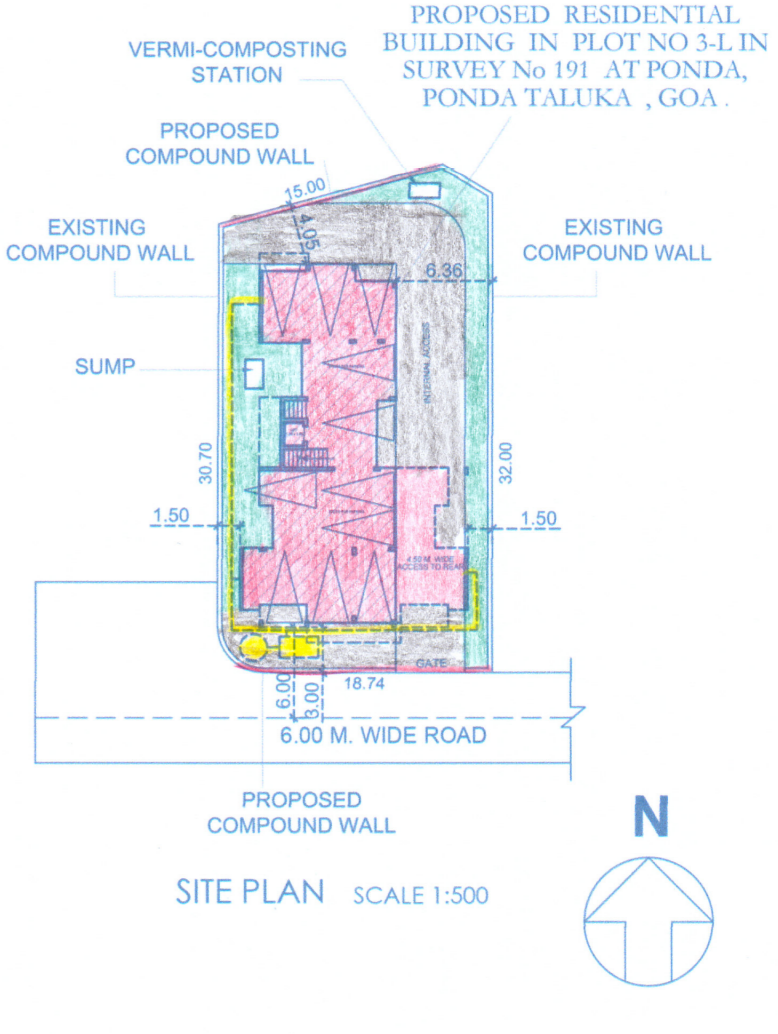 PROPOSED RESIDENTIAL
BUILDING IN PLOT NO 3-L IN
SURVEY No 191 AT PONDA,
PONDA TALUKA , GOA .
VERMI-COMPOSTING
STATION
PROPOSED
COMPOUND WALL
15.00
4.05
EXISTING
COMPOUND WALL
EXISTING
COMPOUND WALL
6.36
INTERNAL ACCESS
SUMP
30.70
32.00
1.50
1.50
4.50 M. WIDE
ACCESS TO REAR
GATE
18.74
6.00
3.00
6.00 M. WIDE ROAD
PROPOSED
COMPOUND WALL
N
SITE PLAN SCALE 1:500